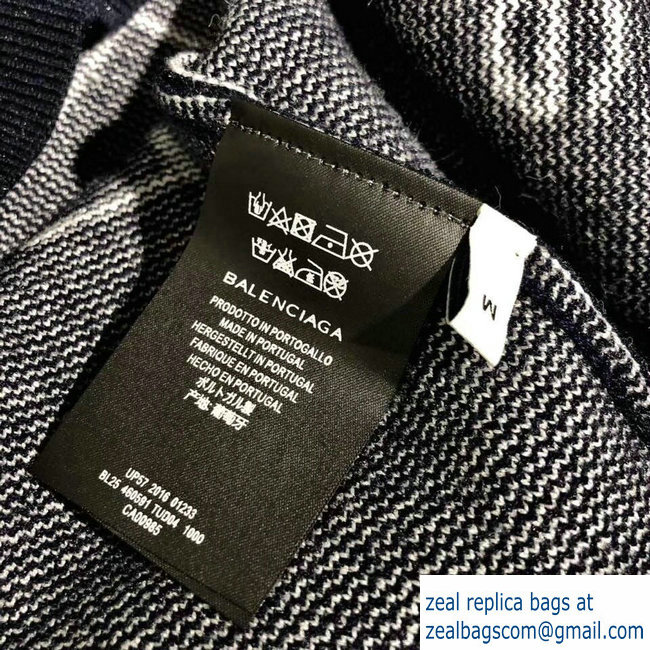 BALENCIAGA
PRODOTTO IN PORTOGALLO
MADE IN PORTUGAL
HERGESTELLT IN PORTUGAL
FABRIQUE EN PORTUGAL
HECHO EN PORTUGAL
ポルトガル製
产地:葡萄牙
UP57 2018 01233
BL25 460591 TUD04 1000
CA00985
M
zeal replica bags at
zealbagscom@gmail.com